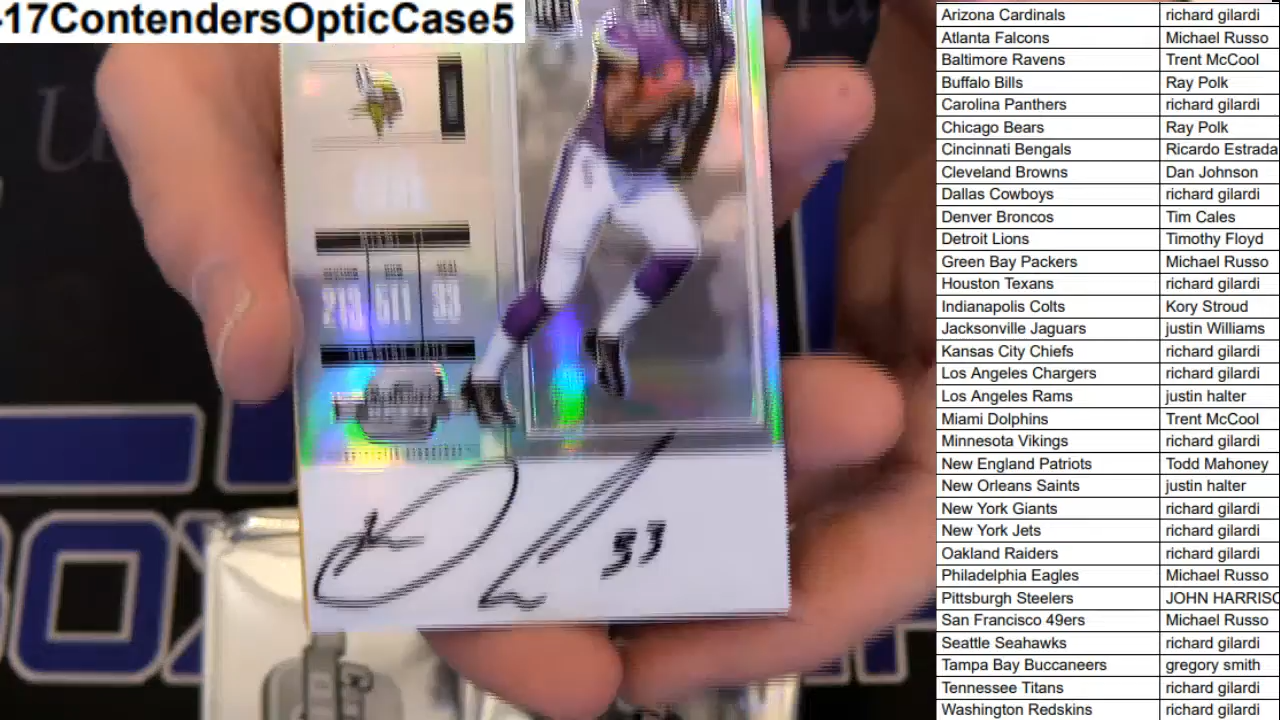 -17ContendersOpticCase5
Arizona Cardinals richard gilardi
Atlanta Falcons Michael Russo
Baltimore Ravens Trent McCool
Buffalo Bills Ray Polk
Carolina Panthers richard gilardi
Chicago Bears Ray Polk
Cincinnati Bengals Ricardo Estrada
Cleveland Browns Dan Johnson
Dallas Cowboys richard gilardi
Denver Broncos Tim Cales
Detroit Lions Timothy Floyd
Green Bay Packers Michael Russo
Houston Texans richard gilardi
Indianapolis Colts Kory Stroud
Jacksonville Jaguars justin Williams
Kansas City Chiefs richard gilardi
Los Angeles Chargers richard gilardi
Los Angeles Rams justin halter
Miami Dolphins Trent McCool
Minnesota Vikings richard gilardi
New England Patriots Todd Mahoney
New Orleans Saints justin halter
New York Giants richard gilardi
New York Jets richard gilardi
Oakland Raiders richard gilardi
Philadelphia Eagles Michael Russo
Pittsburgh Steelers JOHN HARRISO
San Francisco 49ers Michael Russo
Seattle Seahawks richard gilardi
Tampa Bay Buccaneers gregory smith
Tennessee Titans richard gilardi
Washington Redskins richard gilardi
213 511 33
33
BOX